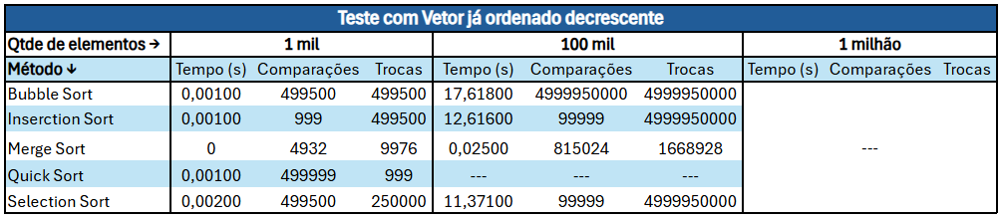 Teste com Vetor já ordenado decrescente
Qtde de elementos → 1 mil 100 mil 1 milhão
Método ↓ Tempo (s) Comparações Trocas Tempo (s) Comparações Trocas Tempo (s) Comparações Trocas
Bubble Sort 0,00100 499500 499500 17,61800 4999950000 4999950000
Inserction Sort 0,00100 999 499500 12,61600 99999 4999950000
Merge Sort 0 4932 9976 0,02500 815024 1668928 ---
Quick Sort 0,00100 499999 999 --- --- ---
Selection Sort 0,00200 499500 250000 11,37100 99999 4999950000